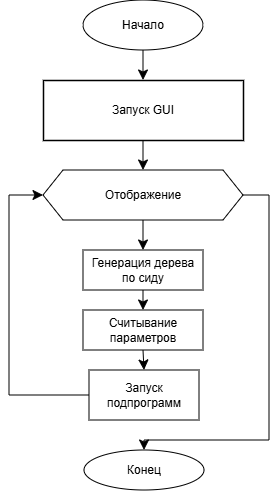 Начало
Запуск GUI
Отображение
Генерация дерева
по сиду
Считывание
параметров
Запуск
подпрограмм
Конец